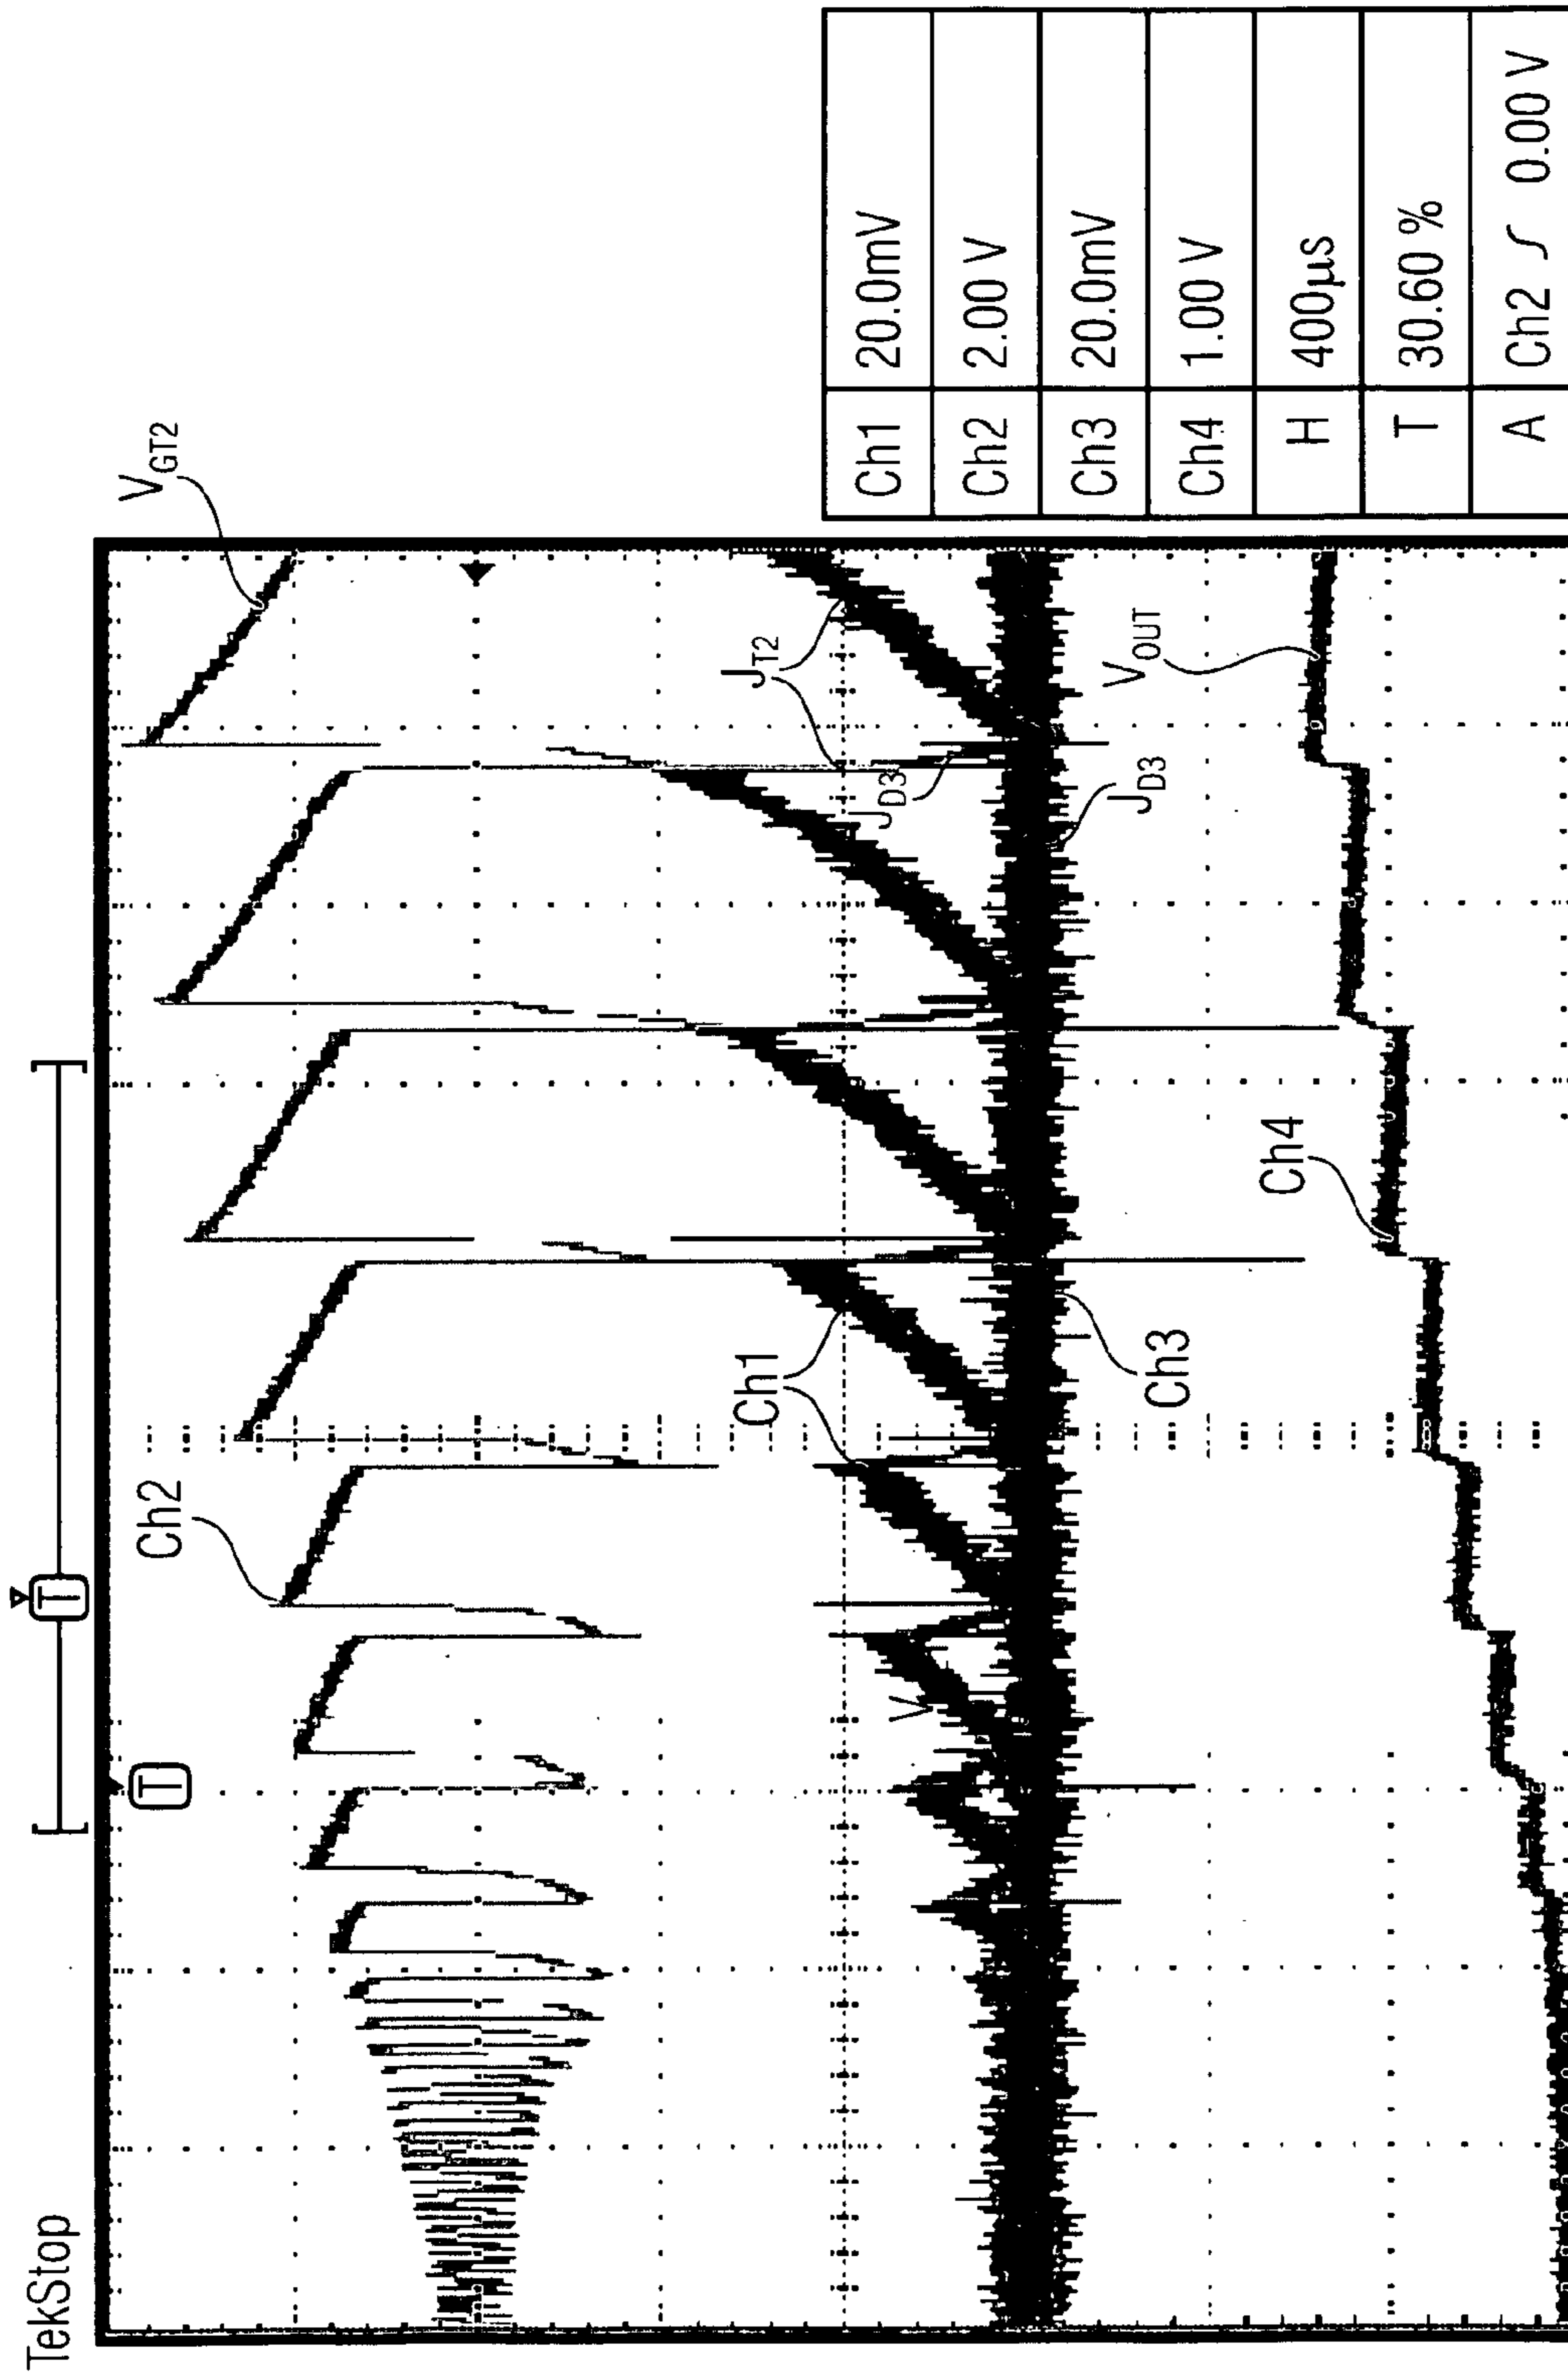 TekStop
T
T
Ch2
V_GT2
Ch1
V
J_T2
J_D3
Ch3
J_D3
Ch4
V_OUT
Ch1 20.0mV
Ch2 2.00 V
Ch3 20.0mV
Ch4 1.00 V
H 400µs
T 30.60 %
A Ch2 ∫ 0.00 V